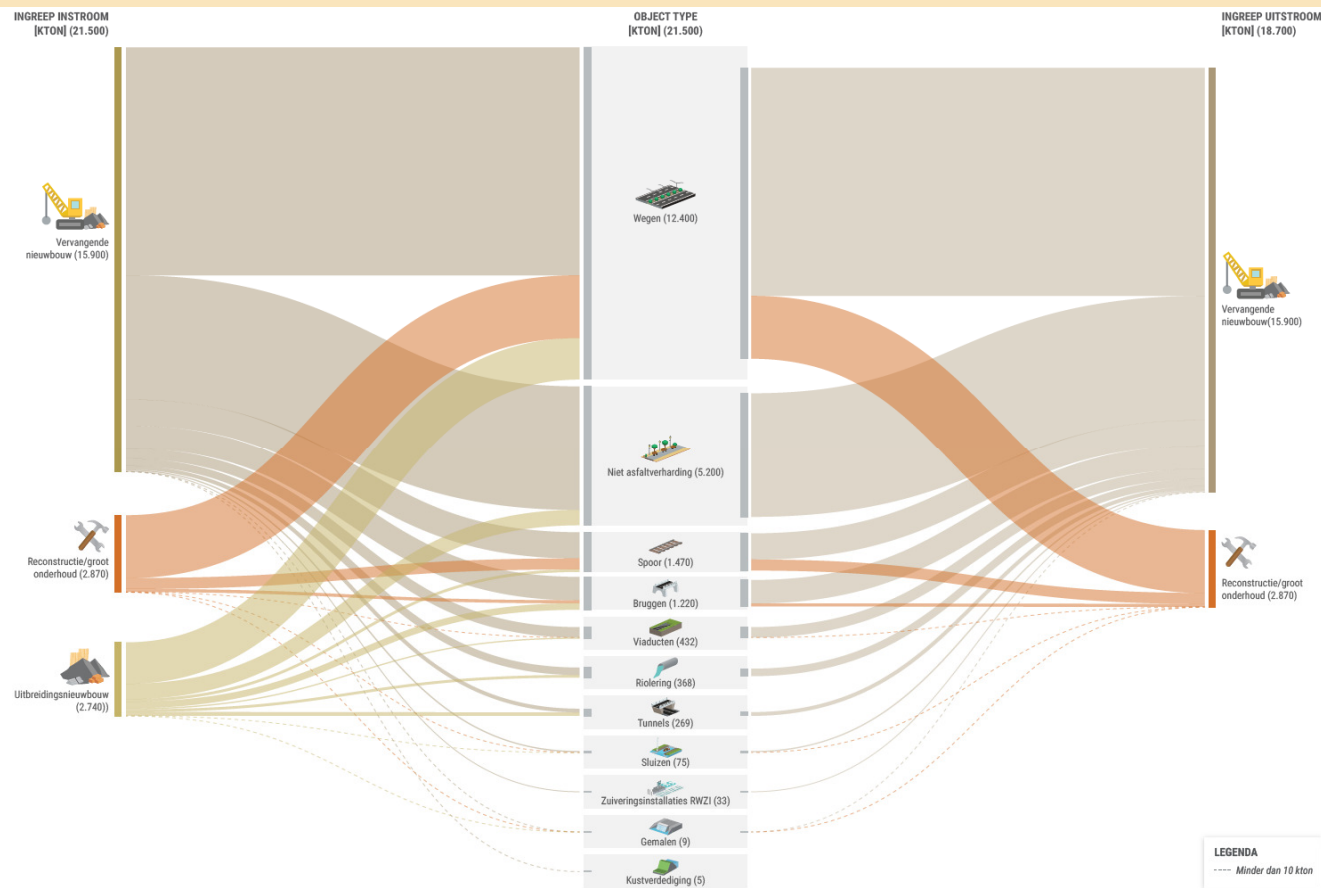 INGREEP INSTROOM
[KTON] (21.500)
OBJECT TYPE
[KTON] (21.500)
INGREEP UITSTROOM
[KTON] (18.700)
Vervangende
nieuwbouw (15.900)
Reconstructie/groot
onderhoud (2.870)
Uitbreidingsnieuwbouw
(2.740))
Wegen (12.400)
Niet asfaltverharding (5.200)
Spoor (1.470)
Bruggen (1.220)
Viaducten (432)
Riolering (368)
Tunnels (269)
Sluizen (75)
Zuiveringsinstallaties RWZI (33)
Gemalen (9)
Kustverdediging (5)
Vervangende
nieuwbouw(15.900)
Reconstructie/groot
onderhoud (2.870)
LEGENDA
Minder dan 10 kton